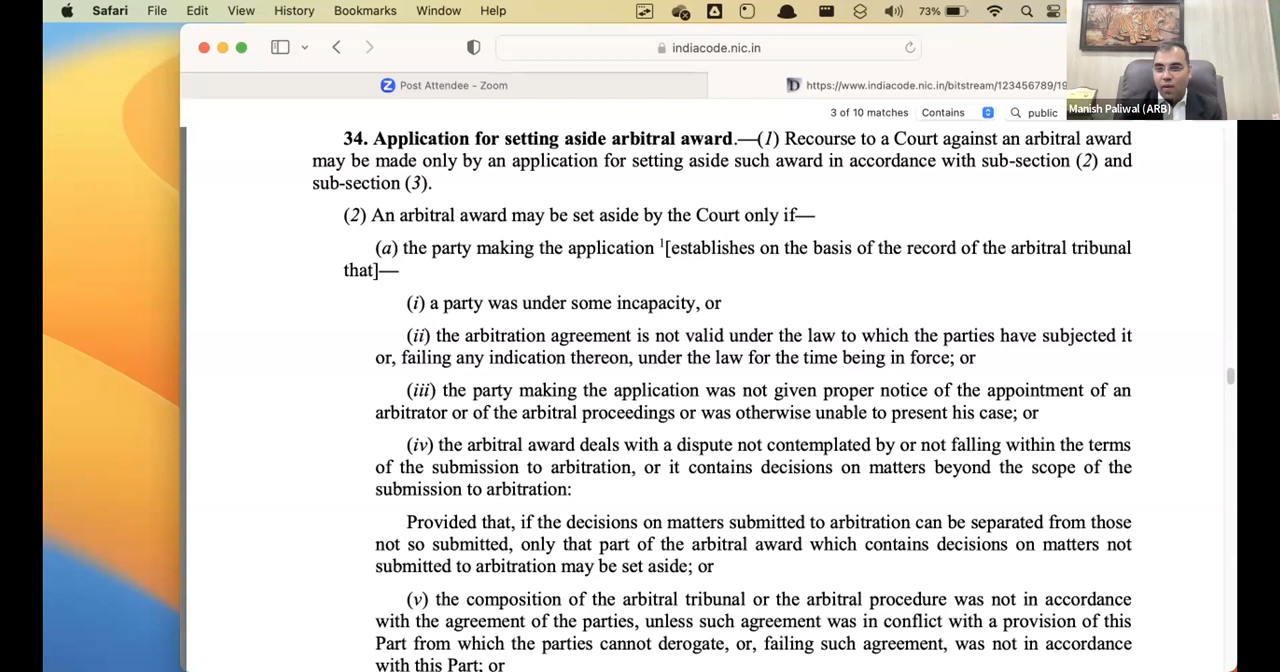 Safari File Edit View History Bookmarks Window Help 73%
indiacode.nic.in
Post Attendee - Zoom https://www.indiacode.nic.in/bitstream/123456789/19
Manish Paliwal (ARB)
3 of 10 matches Contains public
34. Application for setting aside arbitral award.—(1) Recourse to a Court against an arbitral award
may be made only by an application for setting aside such award in accordance with sub-section (2) and
sub-section (3).
(2) An arbitral award may be set aside by the Court only if—
(a) the party making the application 1[establishes on the basis of the record of the arbitral tribunal
that]—
(i) a party was under some incapacity, or
(ii) the arbitration agreement is not valid under the law to which the parties have subjected it
or, failing any indication thereon, under the law for the time being in force; or
(iii) the party making the application was not given proper notice of the appointment of an
arbitrator or of the arbitral proceedings or was otherwise unable to present his case; or
(iv) the arbitral award deals with a dispute not contemplated by or not falling within the terms
of the submission to arbitration, or it contains decisions on matters beyond the scope of the
submission to arbitration:
Provided that, if the decisions on matters submitted to arbitration can be separated from those
not so submitted, only that part of the arbitral award which contains decisions on matters not
submitted to arbitration may be set aside; or
(v) the composition of the arbitral tribunal or the arbitral procedure was not in accordance
with the agreement of the parties, unless such agreement was in conflict with a provision of this
Part from which the parties cannot derogate, or, failing such agreement, was not in accordance
with this Part; or